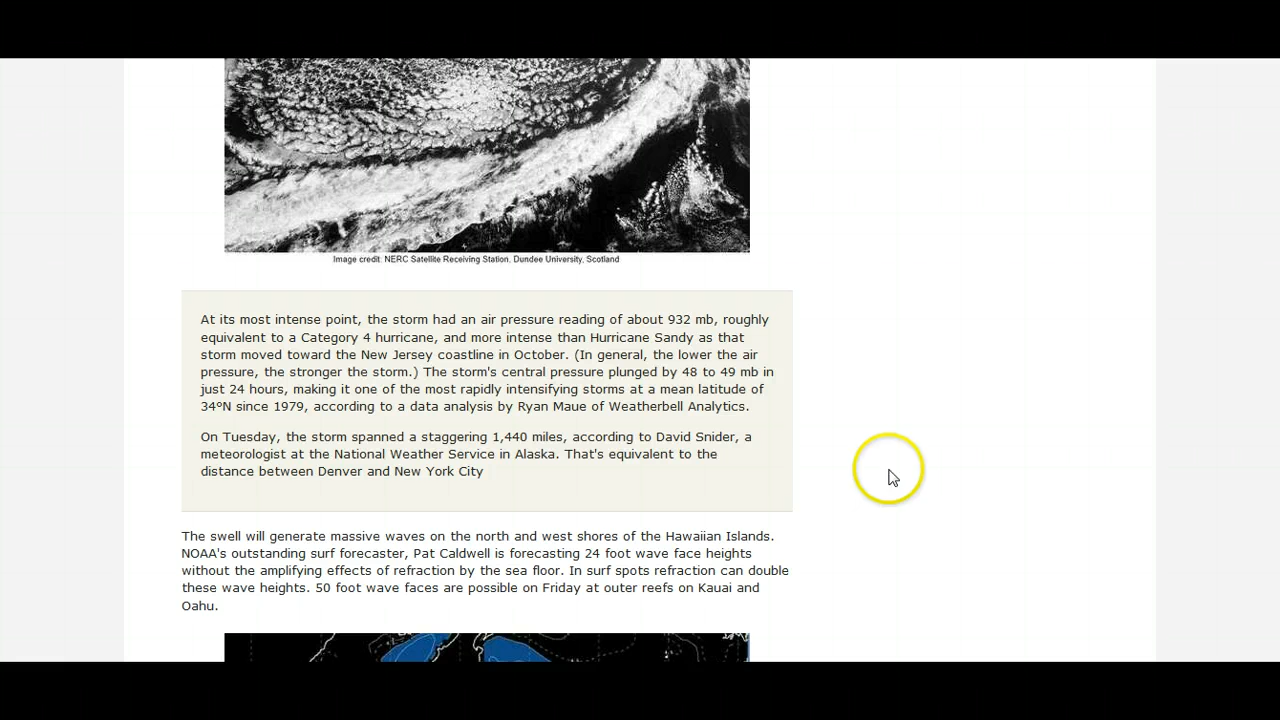 Image credit: NERC Satellite Receiving Station, Dundee University, Scotland
At its most intense point, the storm had an air pressure reading of about 932 mb, roughly
equivalent to a Category 4 hurricane, and more intense than Hurricane Sandy as that
storm moved toward the New Jersey coastline in October. (In general, the lower the air
pressure, the stronger the storm.) The storm's central pressure plunged by 48 to 49 mb in
just 24 hours, making it one of the most rapidly intensifying storms at a mean latitude of
34°N since 1979, according to a data analysis by Ryan Maue of Weatherbell Analytics.
On Tuesday, the storm spanned a staggering 1,440 miles, according to David Snider, a
meteorologist at the National Weather Service in Alaska. That's equivalent to the
distance between Denver and New York City
The swell will generate massive waves on the north and west shores of the Hawaiian Islands.
NOAA's outstanding surf forecaster, Pat Caldwell is forecasting 24 foot wave face heights
without the amplifying effects of refraction by the sea floor. In surf spots refraction can double
these wave heights. 50 foot wave faces are possible on Friday at outer reefs on Kauai and
Oahu.